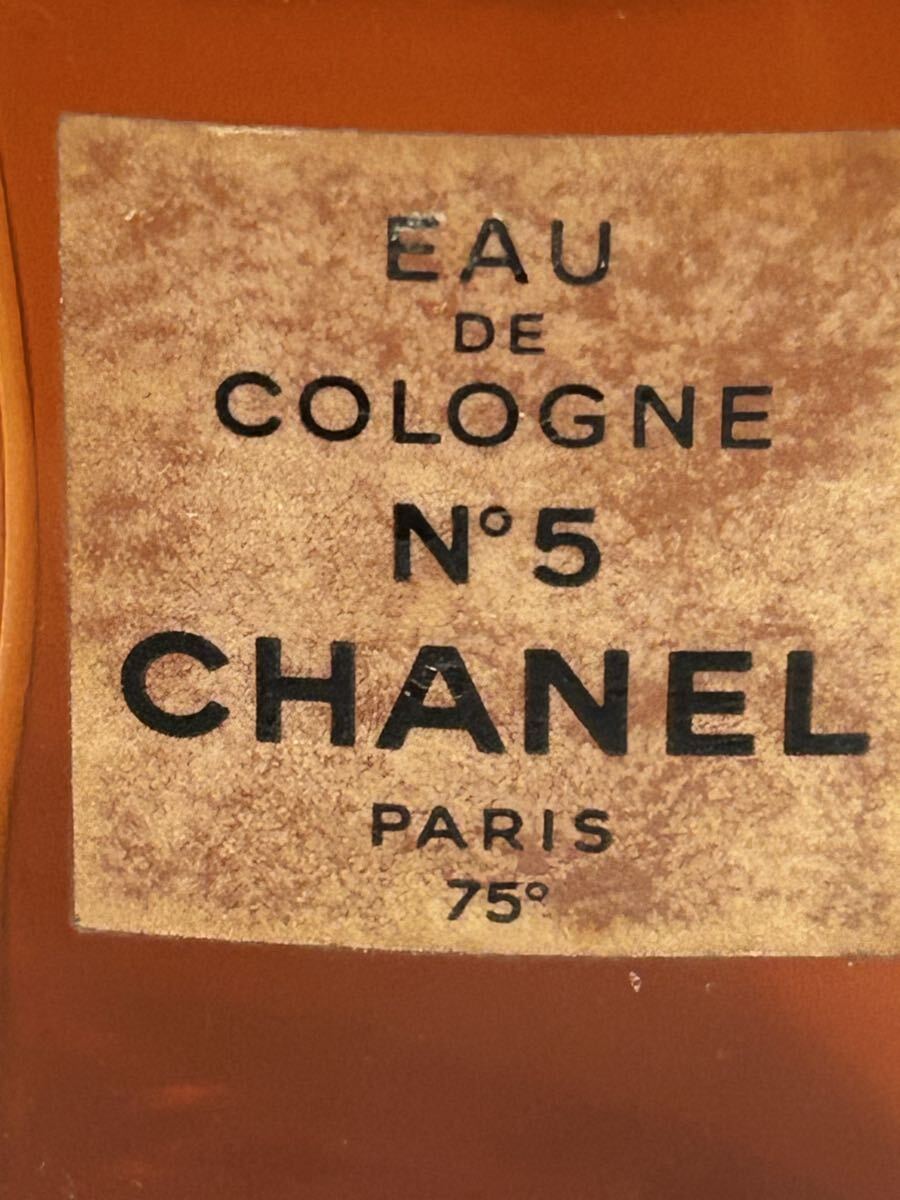 EAU
DE
COLOGNE
N° 5
CHANEL
PARIS
75°